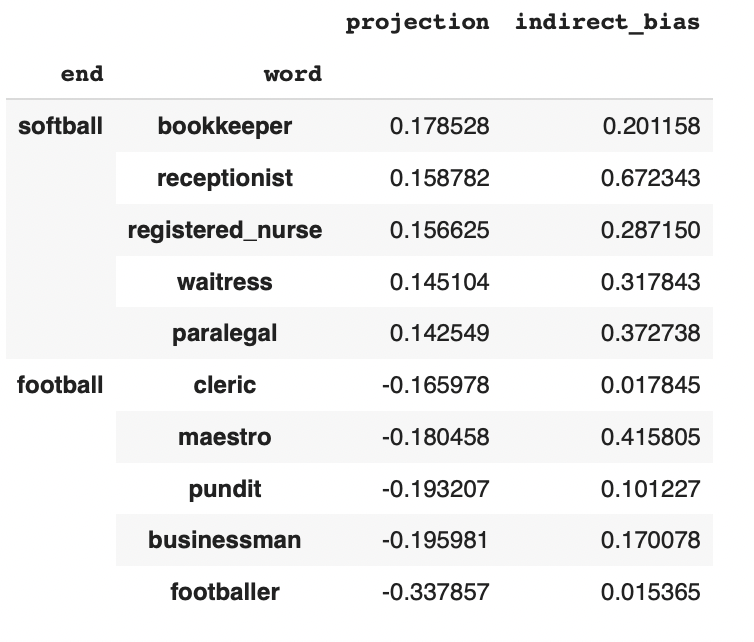 projection indirect_bias
end word
softball bookkeeper 0.178528 0.201158
receptionist 0.158782 0.672343
registered_nurse 0.156625 0.287150
waitress 0.145104 0.317843
paralegal 0.142549 0.372738
football cleric -0.165978 0.017845
maestro -0.180458 0.415805
pundit -0.193207 0.101227
businessman -0.195981 0.170078
footballer -0.337857 0.015365